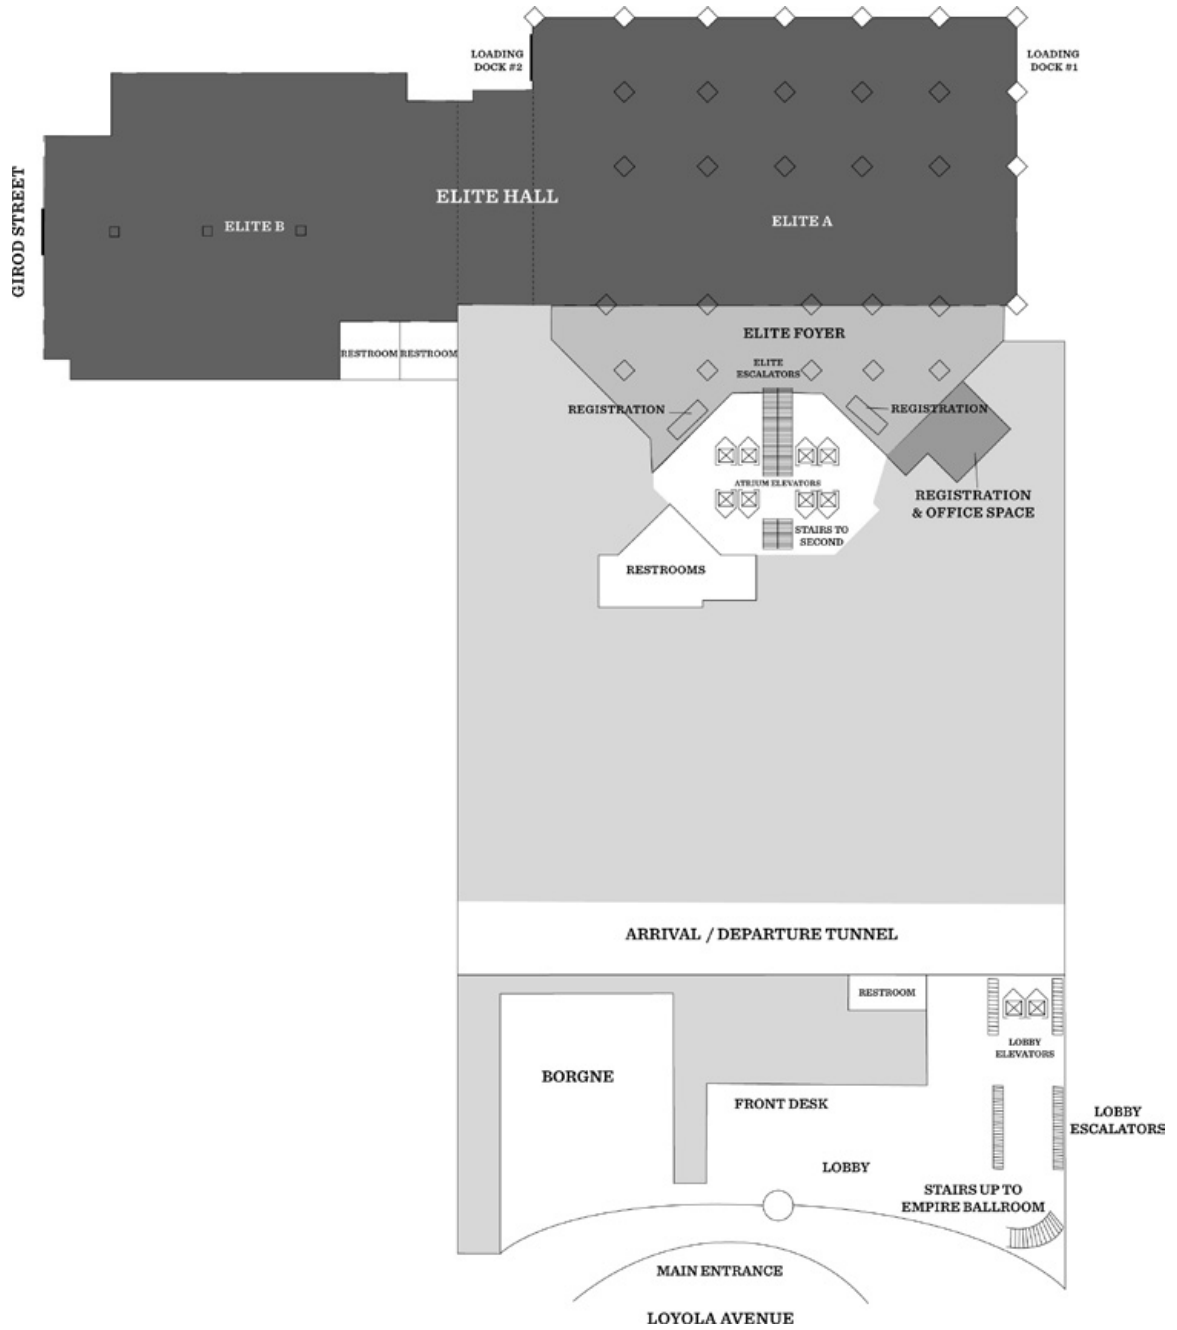 LOADING
DOCK #2
LOADING
DOCK #1
GIROD STREET
ELITE HALL
ELITE B
ELITE A
ELITE FOYER
RESTROOM
RESTROOM
ELITE
ESCALATORS
REGISTRATION
REGISTRATION
ATRIUM ELEVATORS
REGISTRATION
& OFFICE SPACE
STAIRS TO
SECOND
RESTROOMS
ARRIVAL / DEPARTURE TUNNEL
RESTROOM
LOBBY
ELEVATORS
BORGNE
FRONT DESK
LOBBY
ESCALATORS
LOBBY
STAIRS UP TO
EMPIRE BALLROOM
MAIN ENTRANCE
LOYOLA AVENUE